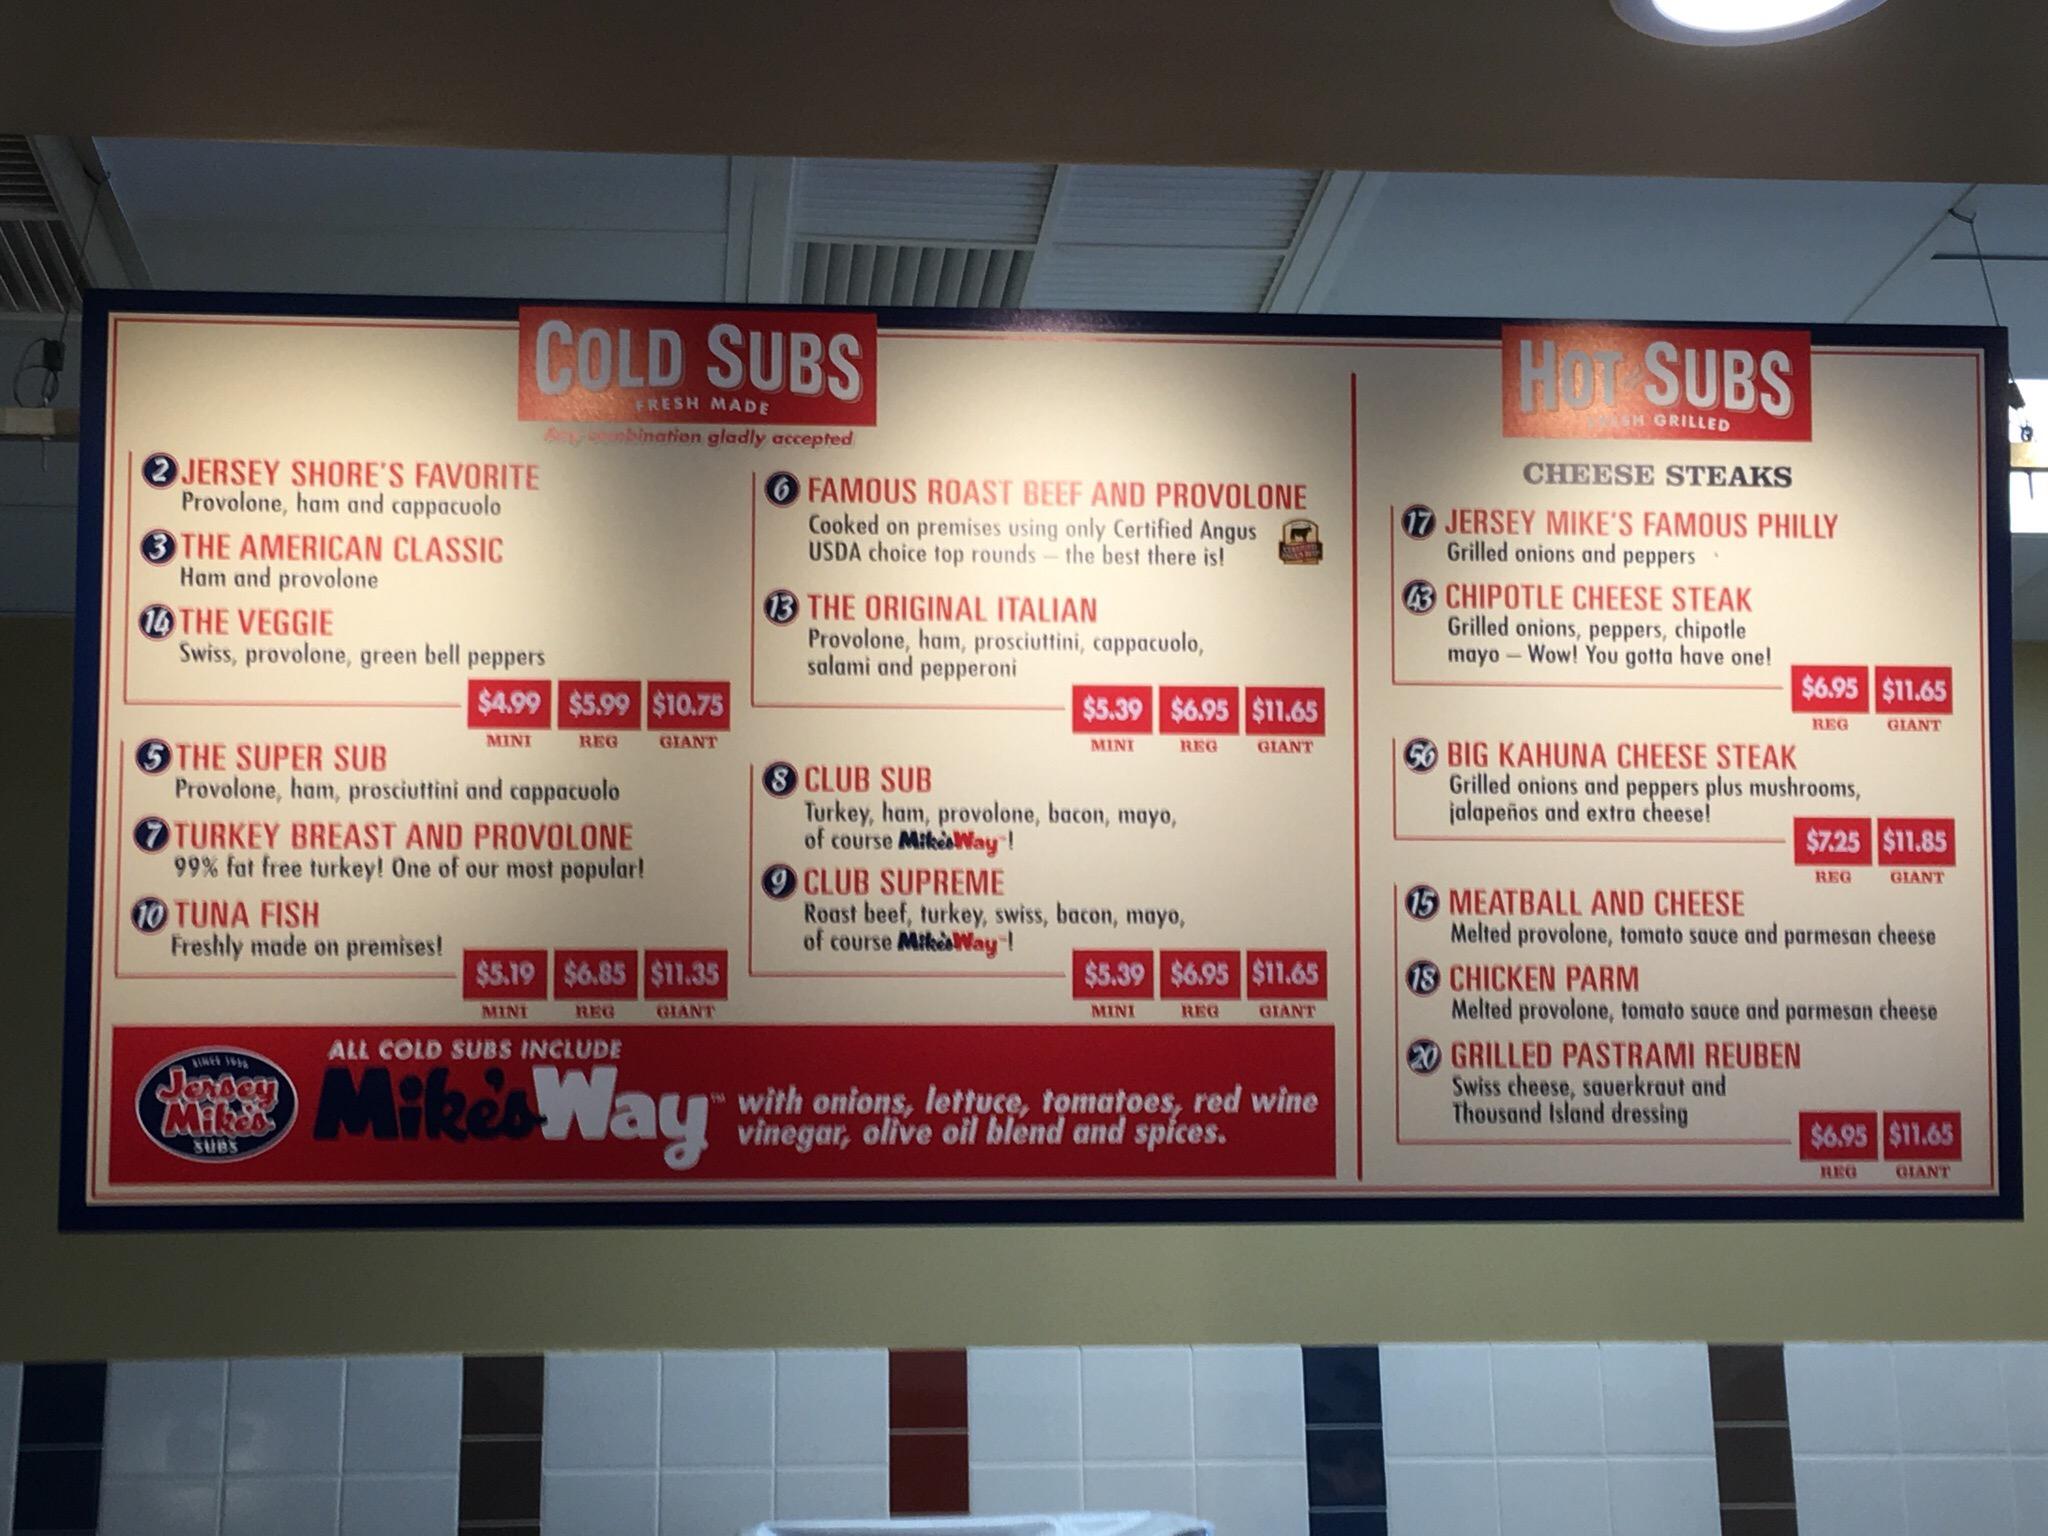 COLD SUBS
FRESH MADE
Any combination gladly accepted
2 JERSEY SHORE'S FAVORITE
Provolone, ham and cappacuolo
3 THE AMERICAN CLASSIC
Ham and provolone
14 THE VEGGIE
Swiss, provolone, green bell peppers
$4.99 $5.99 $10.75
MINI REG GIANT
5 THE SUPER SUB
Provolone, ham, prosciuttini and cappacuolo
7 TURKEY BREAST AND PROVOLONE
99% fat free turkey! One of our most popular!
10 TUNA FISH
Freshly made on premises!
$5.19 $6.85 $11.35
MINI REG GIANT
6 FAMOUS ROAST BEEF AND PROVOLONE
Cooked on premises using only Certified Angus
USDA choice top rounds – the best there is!
13 THE ORIGINAL ITALIAN
Provolone, ham, prosciuttini, cappacuolo,
salami and pepperoni
$5.39 $6.95 $11.65
MINI REG GIANT
8 CLUB SUB
Turkey, ham, provolone, bacon, mayo,
of course Mike's Way™!
9 CLUB SUPREME
Roast beef, turkey, swiss, bacon, mayo,
of course Mike's Way™!
$5.39 $6.95 $11.65
MINI REG GIANT
SINCE 1956
Jersey
Mike's
SUBS
ALL COLD SUBS INCLUDE
Mike's Way™
with onions, lettuce, tomatoes, red wine
vinegar, olive oil blend and spices.
HOT SUBS
FRESH GRILLED
CHEESE STEAKS
17 JERSEY MIKE'S FAMOUS PHILLY
Grilled onions and peppers
43 CHIPOTLE CHEESE STEAK
Grilled onions, peppers, chipotle
mayo – Wow! You gotta have one!
$6.95 $11.65
REG GIANT
56 BIG KAHUNA CHEESE STEAK
Grilled onions and peppers plus mushrooms,
jalapeños and extra cheese!
$7.25 $11.85
REG GIANT
15 MEATBALL AND CHEESE
Melted provolone, tomato sauce and parmesan cheese
18 CHICKEN PARM
Melted provolone, tomato sauce and parmesan cheese
20 GRILLED PASTRAMI REUBEN
Swiss cheese, sauerkraut and
Thousand Island dressing
$6.95 $11.65
REG GIANT